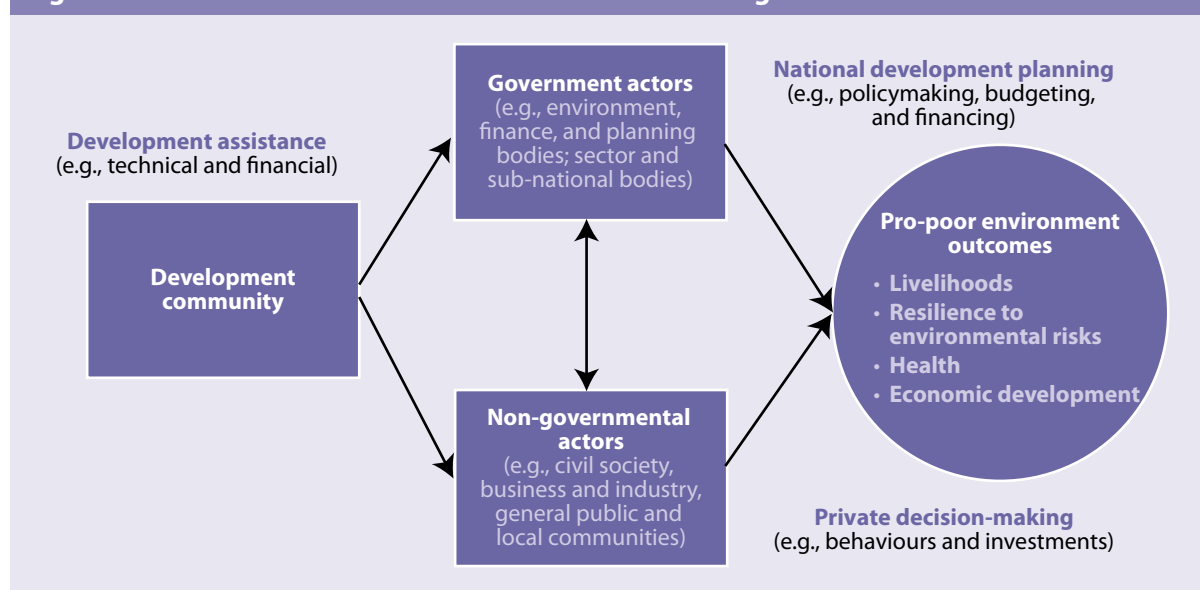 Development assistance
(e.g., technical and financial)
Development
community
Government actors
(e.g., environment,
finance, and planning
bodies; sector and
sub-national bodies)
Non-governmental
actors
(e.g., civil society,
business and industry,
general public and
local communities)
National development planning
(e.g., policymaking, budgeting,
and financing)
Pro-poor environment
outcomes
• Livelihoods
• Resilience to
environmental risks
• Health
• Economic development
Private decision-making
(e.g., behaviours and investments)